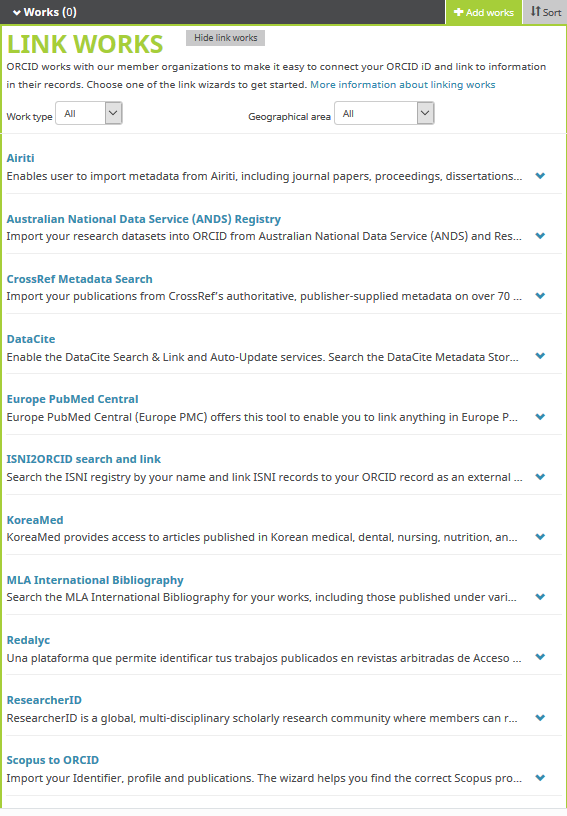 Works (0)
Add works
Sort
LINK WORKS
Hide link works
ORCID works with our member organizations to make it easy to connect your ORCID iD and link to information
in their records. Choose one of the link wizards to get started. More information about linking works
Work type All
Geographical area All
Airiti
Enables user to import metadata from Airiti, including journal papers, proceedings, dissertations...
Australian National Data Service (ANDS) Registry
Import your research datasets into ORCID from Australian National Data Service (ANDS) and Res...
CrossRef Metadata Search
Import your publications from CrossRef's authoritative, publisher-supplied metadata on over 70 ...
DataCite
Enable the DataCite Search & Link and Auto-Update services. Search the DataCite Metadata Stor...
Europe PubMed Central
Europe PubMed Central (Europe PMC) offers this tool to enable you to link anything in Europe P...
ISNI2ORCID search and link
Search the ISNI registry by your name and link ISNI records to your ORCID record as an external ...
KoreaMed
KoreaMed provides access to articles published in Korean medical, dental, nursing, nutrition, an...
MLA International Bibliography
Search the MLA International Bibliography for your works, including those published under vari...
Redalyc
Una plataforma que permite identificar tus trabajos publicados en revistas arbitradas de Acceso ...
ResearcherID
ResearcherID is a global, multi-disciplinary scholarly research community where members can r...
Scopus to ORCID
Import your Identifier, profile and publications. The wizard helps you find the correct Scopus pro...